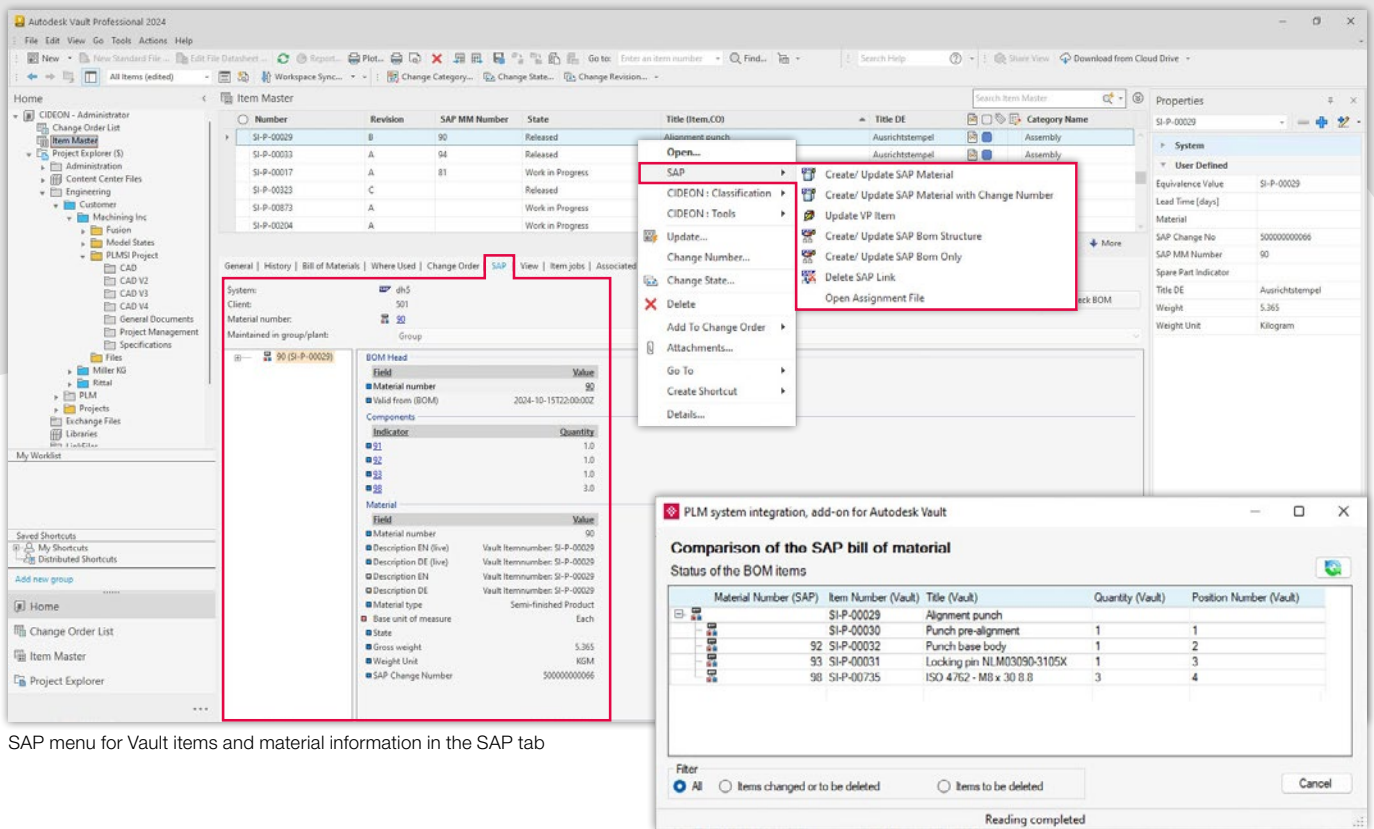 Autodesk Vault Professional 2024
File Edit View Go Tools Actions Help
New New Standard File ... Edit File Datasheet ... Report... Plot... Go to: Enter an item number Find... Search Help Share View Download from Cloud Drive
All Items (edited) Workspace Sync... Change Category... Change State... Change Revision...
Home
CIDEON - Administrator
Change Order List
Item Master
Project Explorer (S)
Administration
Content Center Files
Engineering
Customer
Machining Inc
Fusion
Model States
PLMSI Project
CAD
CAD V2
CAD V3
CAD V4
General Documents
Project Management
Specifications
Files
Miller KG
Rittal
PLM
Projects
Exchange Files
Libraries
My Worklist
Saved Shortcuts
My Shortcuts
Distributed Shortcuts
Add new group
Home
Change Order List
Item Master
Project Explorer
Item Master
Search Item Master
Number Revision SAP MM Number State Title (Item,CO) Title DE Category Name
SI-P-00029 B 90 Released Alignment punch Ausrichtstempel Assembly
SI-P-00033 A 94 Released Ausrichtstempel Assembly
SI-P-00017 A 81 Work in Progress
SI-P-00323 C Released
SI-P-00873 A Work in Progress
SI-P-00204 A Work in Progress
More
General | History | Bill of Materials | Where Used | Change Order SAP View | Item jobs | Associated
System: dh$
Client: 501
Material number: 90
Maintained in group/plant: Group
eck BOM
90 (SI-P-00029)
BOM Head
Field Value
Material number 90
Valid from (BOM) 2024-10-15T22:00:00Z
Components
Indicator Quantity
91 1.0
92 1.0
93 1.0
98 3.0
Material
Field Value
Material number 90
Description EN (live) Vault Itemnumber: SI-P-00029
Description DE (live) Vault Itemnumber: SI-P-00029
Description EN Vault Itemnumber: SI-P-00029
Description DE Vault Itemnumber: SI-P-00029
Material type Semi-finished Product
Base unit of measure Each
State
Gross weight 5.365
Weight Unit KGM
SAP Change Number 500000000066
Open...
SAP
CIDEON : Classification
CIDEON : Tools
Update...
Change Number...
Change State...
Delete
Add To Change Order
Attachments...
Go To
Create Shortcut
Details...
Create/ Update SAP Material
Create/ Update SAP Material with Change Number
Update VP Item
Create/ Update SAP Bom Structure
Create/ Update SAP Bom Only
Delete SAP Link
Open Assignment File
Properties
SI-P-00029
System
User Defined
Equivalence Value SI-P-00029
Lead Time [days]
Material
SAP Change No 500000000066
SAP MM Number 90
Spare Part Indicator
Title DE Ausrichtstempel
Weight 5.365
Weight Unit Kilogram
PLM system integration, add-on for Autodesk Vault
Comparison of the SAP bill of material
Status of the BOM items
Material Number (SAP) Item Number (Vault) Title (Vault) Quantity (Vault) Position Number (Vault)
SI-P-00029 Alignment punch
SI-P-00030 Punch pre-alignment 1 1
92 SI-P-00032 Punch base body 1 2
93 SI-P-00031 Locking pin NLM03090-3105X 1 3
98 SI-P-00735 ISO 4762 - M8 x 30 8.8 3 4
Filter
All Items changed or to be deleted Items to be deleted
Cancel
Reading completed
SAP menu for Vault items and material information in the SAP tab